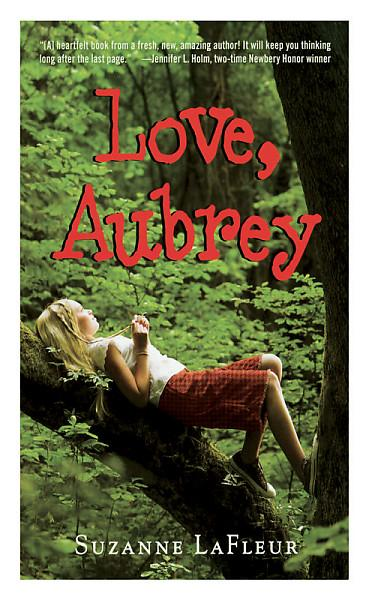 “[A] heartfelt book from a fresh, new, amazing author! It will keep you thinking
long after the last page.” —Jennifer L. Holm, two-time Newbery Honor winner
Love,
Aubrey
Suzanne LaFleur